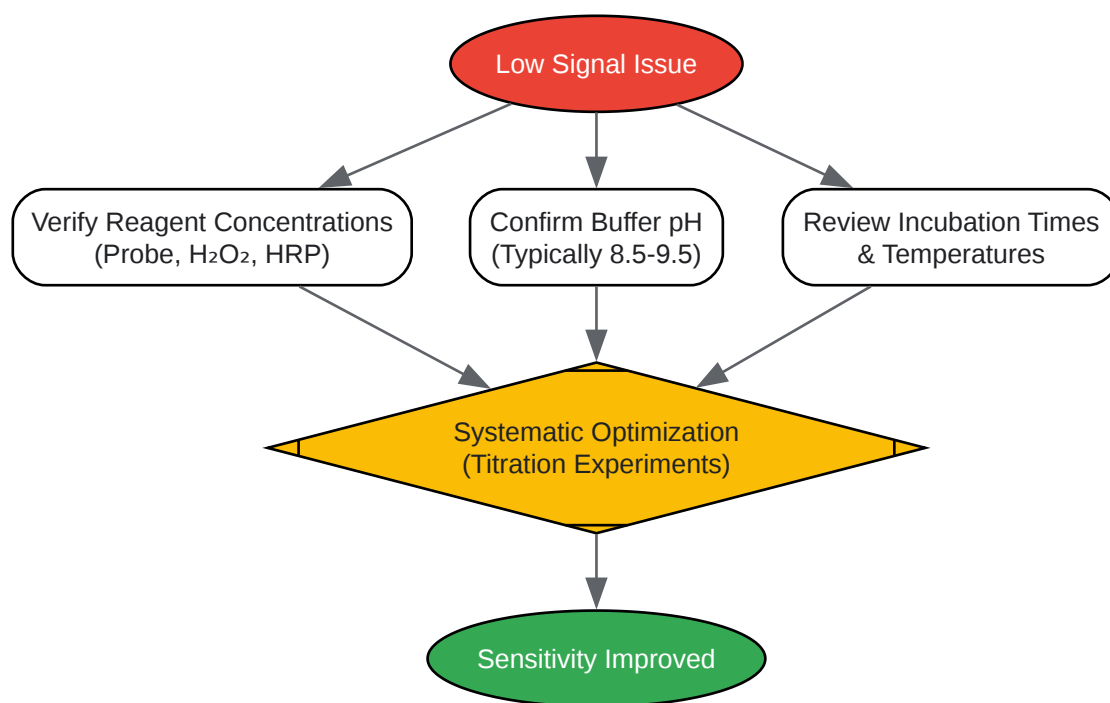 Low Signal Issue
Verify Reagent Concentrations
(Probe, H₂O₂, HRP)
Confirm Buffer pH
(Typically 8.5-9.5)
Review Incubation Times
& Temperatures
Systematic Optimization
(Titration Experiments)
Sensitivity Improved